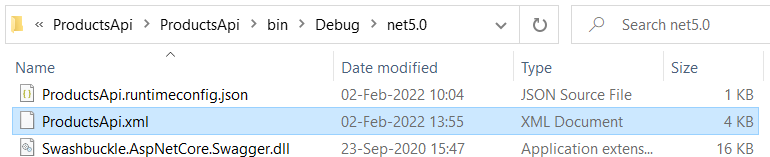 « ProductsApi > ProductsApi > bin > Debug > net5.0 Search net5.0
Name Date modified Type Size
ProductsApi.runtimeconfig.json 02-Feb-2022 10:04 JSON Source File 1 KB
ProductsApi.xml 02-Feb-2022 13:55 XML Document 4 KB
Swashbuckle.AspNetCore.Swagger.dll 23-Sep-2020 15:47 Application extens... 16 KB